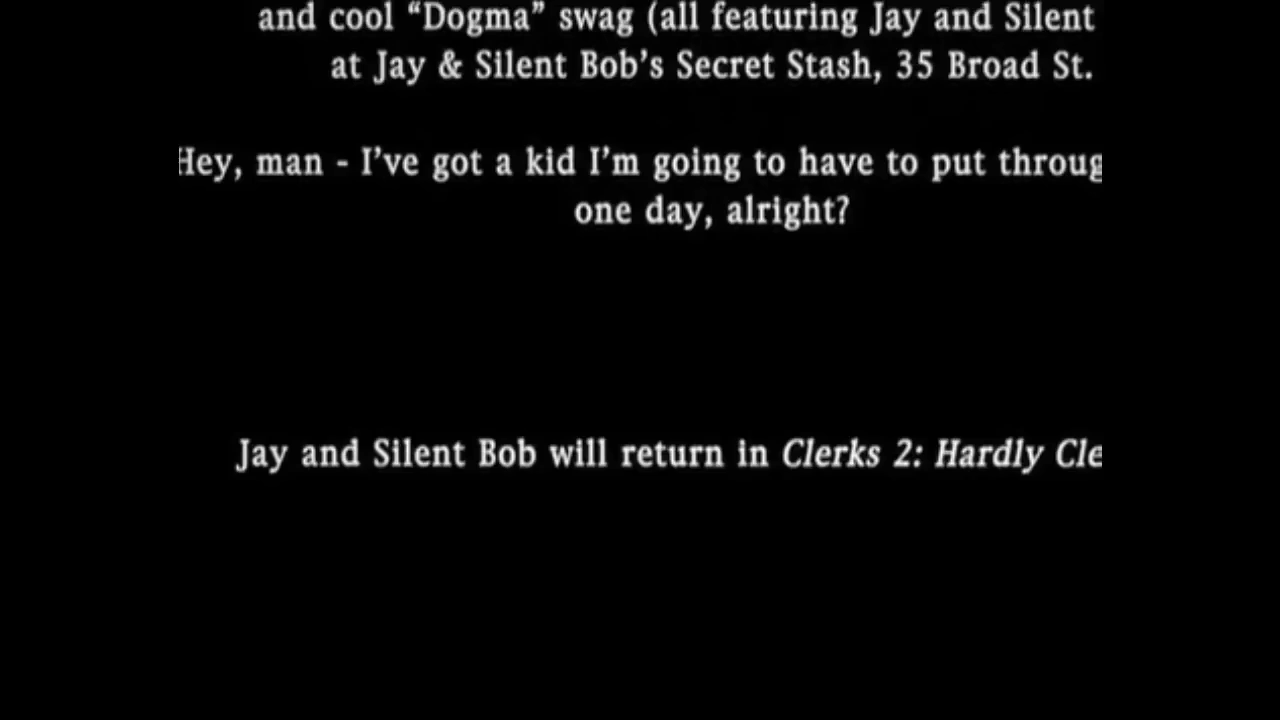 and cool “Dogma” swag (all featuring Jay and Silent
at Jay & Silent Bob’s Secret Stash, 35 Broad St.
Hey, man - I’ve got a kid I’m going to have to put throug
one day, alright?
Jay and Silent Bob will return in Clerks 2: Hardly Cle